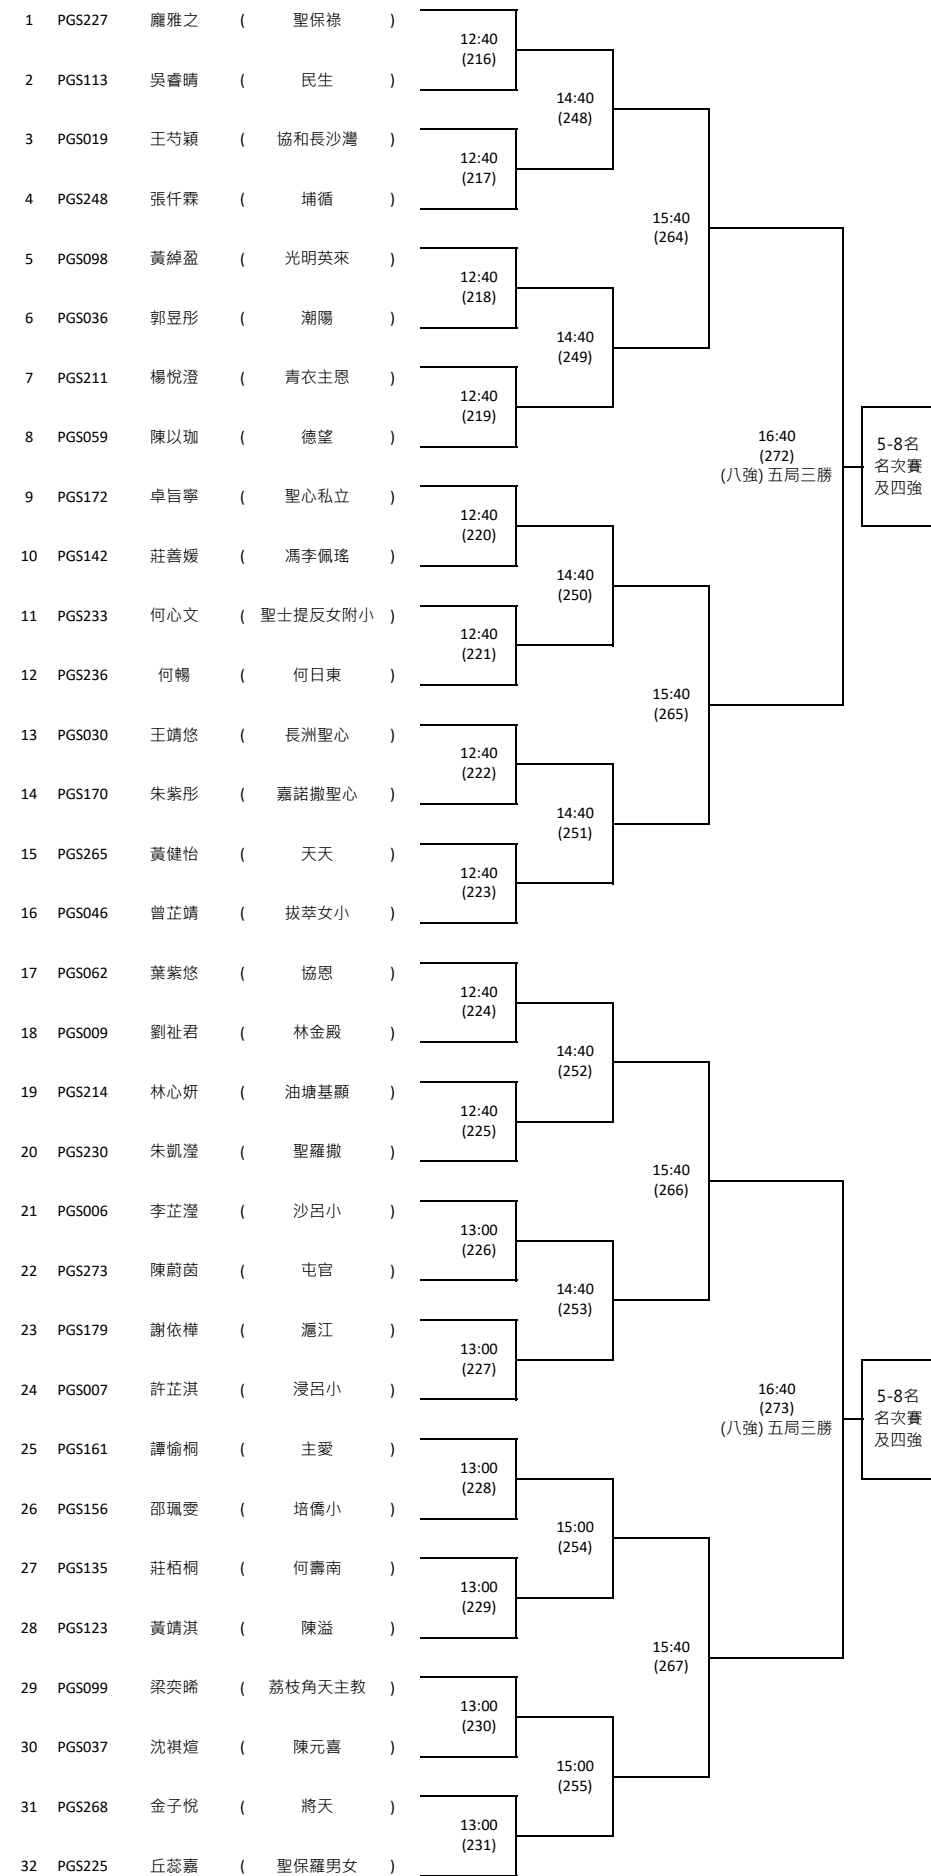 1 PGS227 龐雅之 ( 聖保祿 )
12:40
(216)
2 PGS113 吳睿晴 ( 民生 )
14:40
(248)
3 PGS019 王芍穎 ( 協和長沙灣 )
12:40
(217)
4 PGS248 張仟霖 ( 埔循 )
15:40
(264)
5 PGS098 黃綽盈 ( 光明英來 )
12:40
(218)
6 PGS036 郭昱彤 ( 潮陽 )
14:40
(249)
7 PGS211 楊悅澄 ( 青衣主恩 )
12:40
(219)
8 PGS059 陳以珈 ( 德望 )
16:40
(272)
(八強) 五局三勝
5-8名
名次賽
及四強
9 PGS172 卓旨寧 ( 聖心私立 )
12:40
(220)
10 PGS142 莊善媛 ( 馮李佩瑤 )
14:40
(250)
11 PGS233 何心文 ( 聖士提反女附小 )
12:40
(221)
12 PGS236 何暢 ( 何日東 )
15:40
(265)
13 PGS030 王靖悠 ( 長洲聖心 )
12:40
(222)
14 PGS170 朱紫彤 ( 嘉諾撒聖心 )
14:40
(251)
15 PGS265 黃健怡 ( 天天 )
12:40
(223)
16 PGS046 曾芷靖 ( 拔萃女小 )
17 PGS062 葉紫悠 ( 協恩 )
12:40
(224)
18 PGS009 劉祉君 ( 林金殿 )
14:40
(252)
19 PGS214 林心妍 ( 油塘基顯 )
12:40
(225)
20 PGS230 朱凱瀅 ( 聖羅撒 )
15:40
(266)
21 PGS006 李芷瀅 ( 沙呂小 )
13:00
(226)
22 PGS273 陳蔚茵 ( 屯官 )
14:40
(253)
23 PGS179 謝依樺 ( 滬江 )
13:00
(227)
24 PGS007 許芷淇 ( 浸呂小 )
16:40
(273)
(八強) 五局三勝
5-8名
名次賽
及四強
25 PGS161 譚愉桐 ( 主愛 )
13:00
(228)
26 PGS156 邵珮雯 ( 培僑小 )
15:00
(254)
27 PGS135 莊栢桐 ( 何壽南 )
13:00
(229)
28 PGS123 黃靖淇 ( 陳溢 )
15:40
(267)
29 PGS099 梁奕晞 ( 荔枝角天主教 )
13:00
(230)
30 PGS037 沈祺煊 ( 陳元喜 )
15:00
(255)
31 PGS268 金子悅 ( 將天 )
13:00
(231)
32 PGS225 丘蕊嘉 ( 聖保羅男女 )